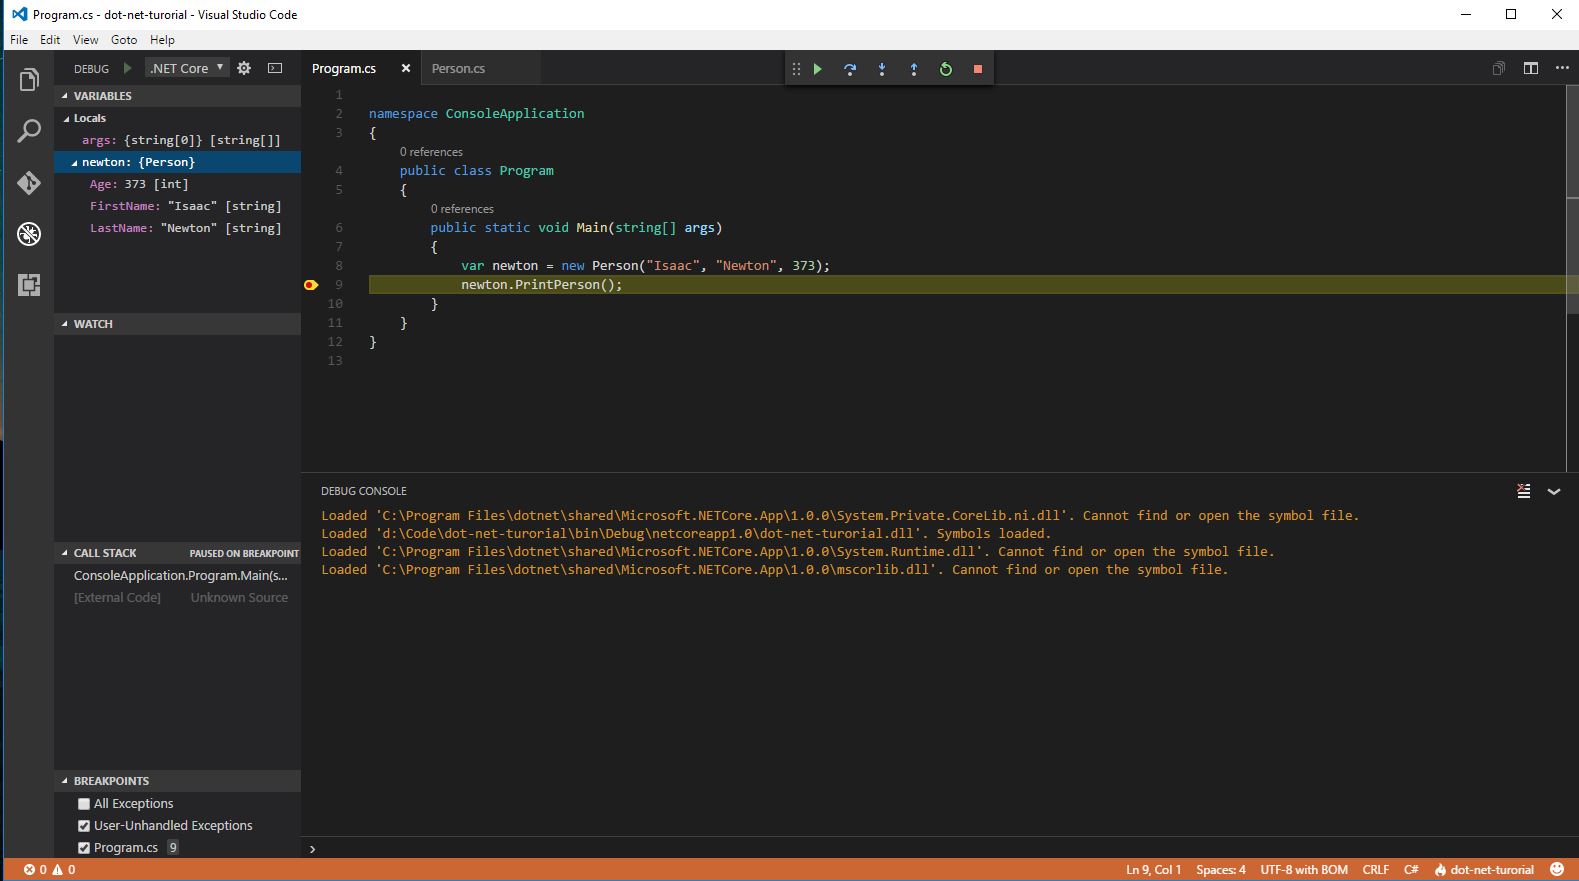 Program.cs - dot-net-turorial - Visual Studio Code
File Edit View Goto Help
DEBUG .NET Core
VARIABLES
Locals
args: {string[0]} [string[]]
newton: {Person}
Age: 373 [int]
FirstName: "Isaac" [string]
LastName: "Newton" [string]
WATCH
CALL STACK PAUSED ON BREAKPOINT
ConsoleApplication.Program.Main(s...
[External Code] Unknown Source
BREAKPOINTS
All Exceptions
User-Unhandled Exceptions
Program.cs 9
Program.cs Person.cs
1
2 namespace ConsoleApplication
3 {
0 references
4 public class Program
5 {
0 references
6 public static void Main(string[] args)
7 {
8 var newton = new Person("Isaac", "Newton", 373);
9 newton.PrintPerson();
10 }
11 }
12 }
13
DEBUG CONSOLE
Loaded 'C:\Program Files\dotnet\shared\Microsoft.NETCore.App\1.0.0\System.Private.CoreLib.ni.dll'. Cannot find or open the symbol file.
Loaded 'd:\Code\dot-net-turorial\bin\Debug\netcoreapp1.0\dot-net-turorial.dll'. Symbols loaded.
Loaded 'C:\Program Files\dotnet\shared\Microsoft.NETCore.App\1.0.0\System.Runtime.dll'. Cannot find or open the symbol file.
Loaded 'C:\Program Files\dotnet\shared\Microsoft.NETCore.App\1.0.0\mscorlib.dll'. Cannot find or open the symbol file.
0 0 Ln 9, Col 1 Spaces: 4 UTF-8 with BOM CRLF C# dot-net-turorial